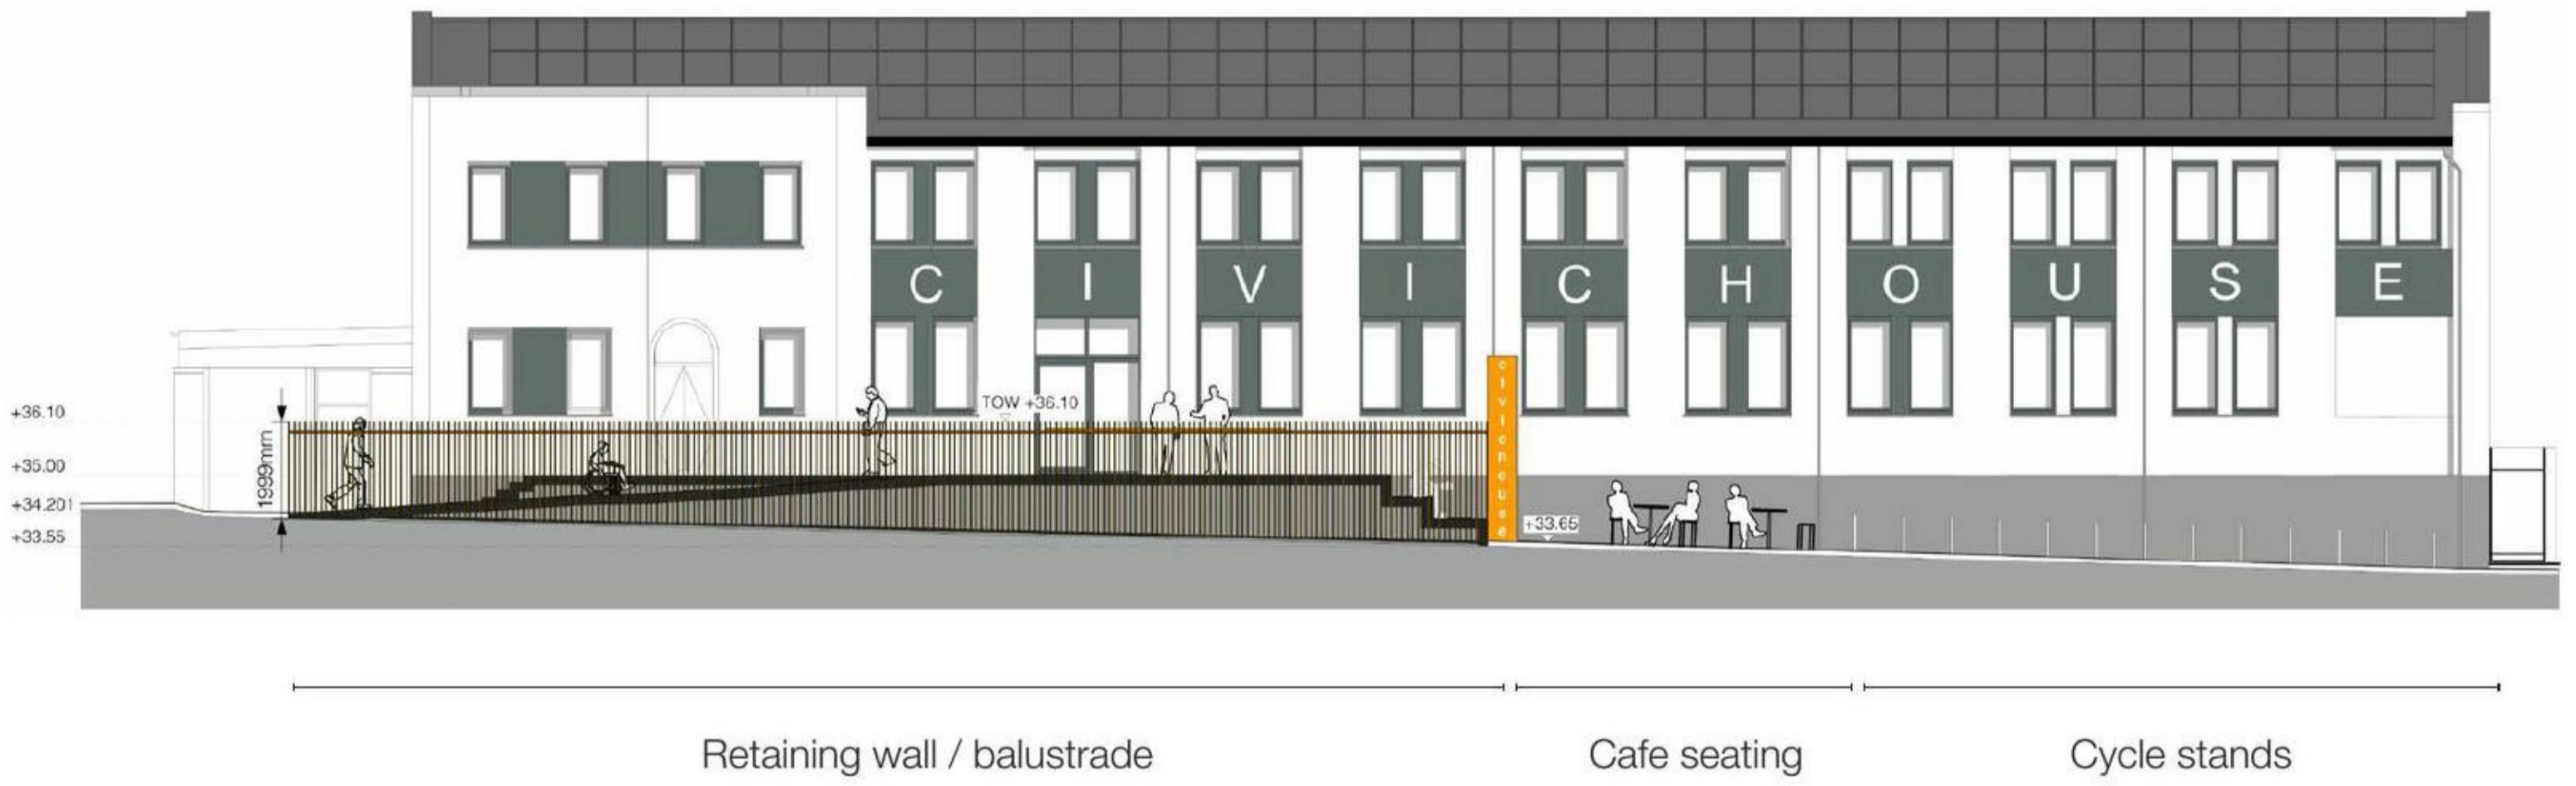 C I V I C H O U S E
civichouse
TOW +36.10
+36.10
+35.00
+34.201
+33.55
1999mm
+33.65
Retaining wall / balustrade
Cafe seating
Cycle stands